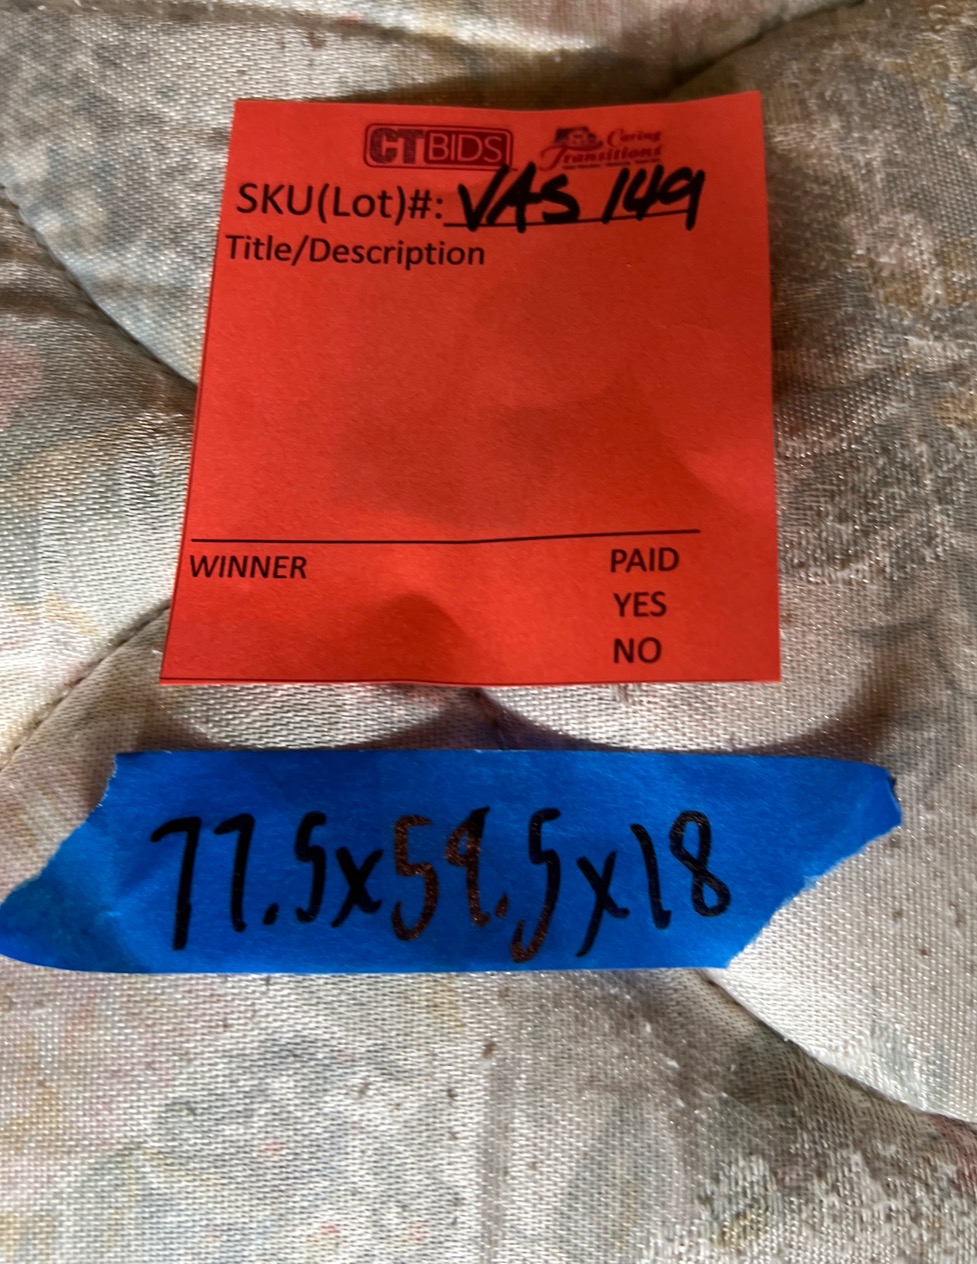 CTBIDS Caring Transitions
SKU(Lot)#: VAS 149
Title/Description
WINNER PAID
YES
NO
77.5x59.5x18